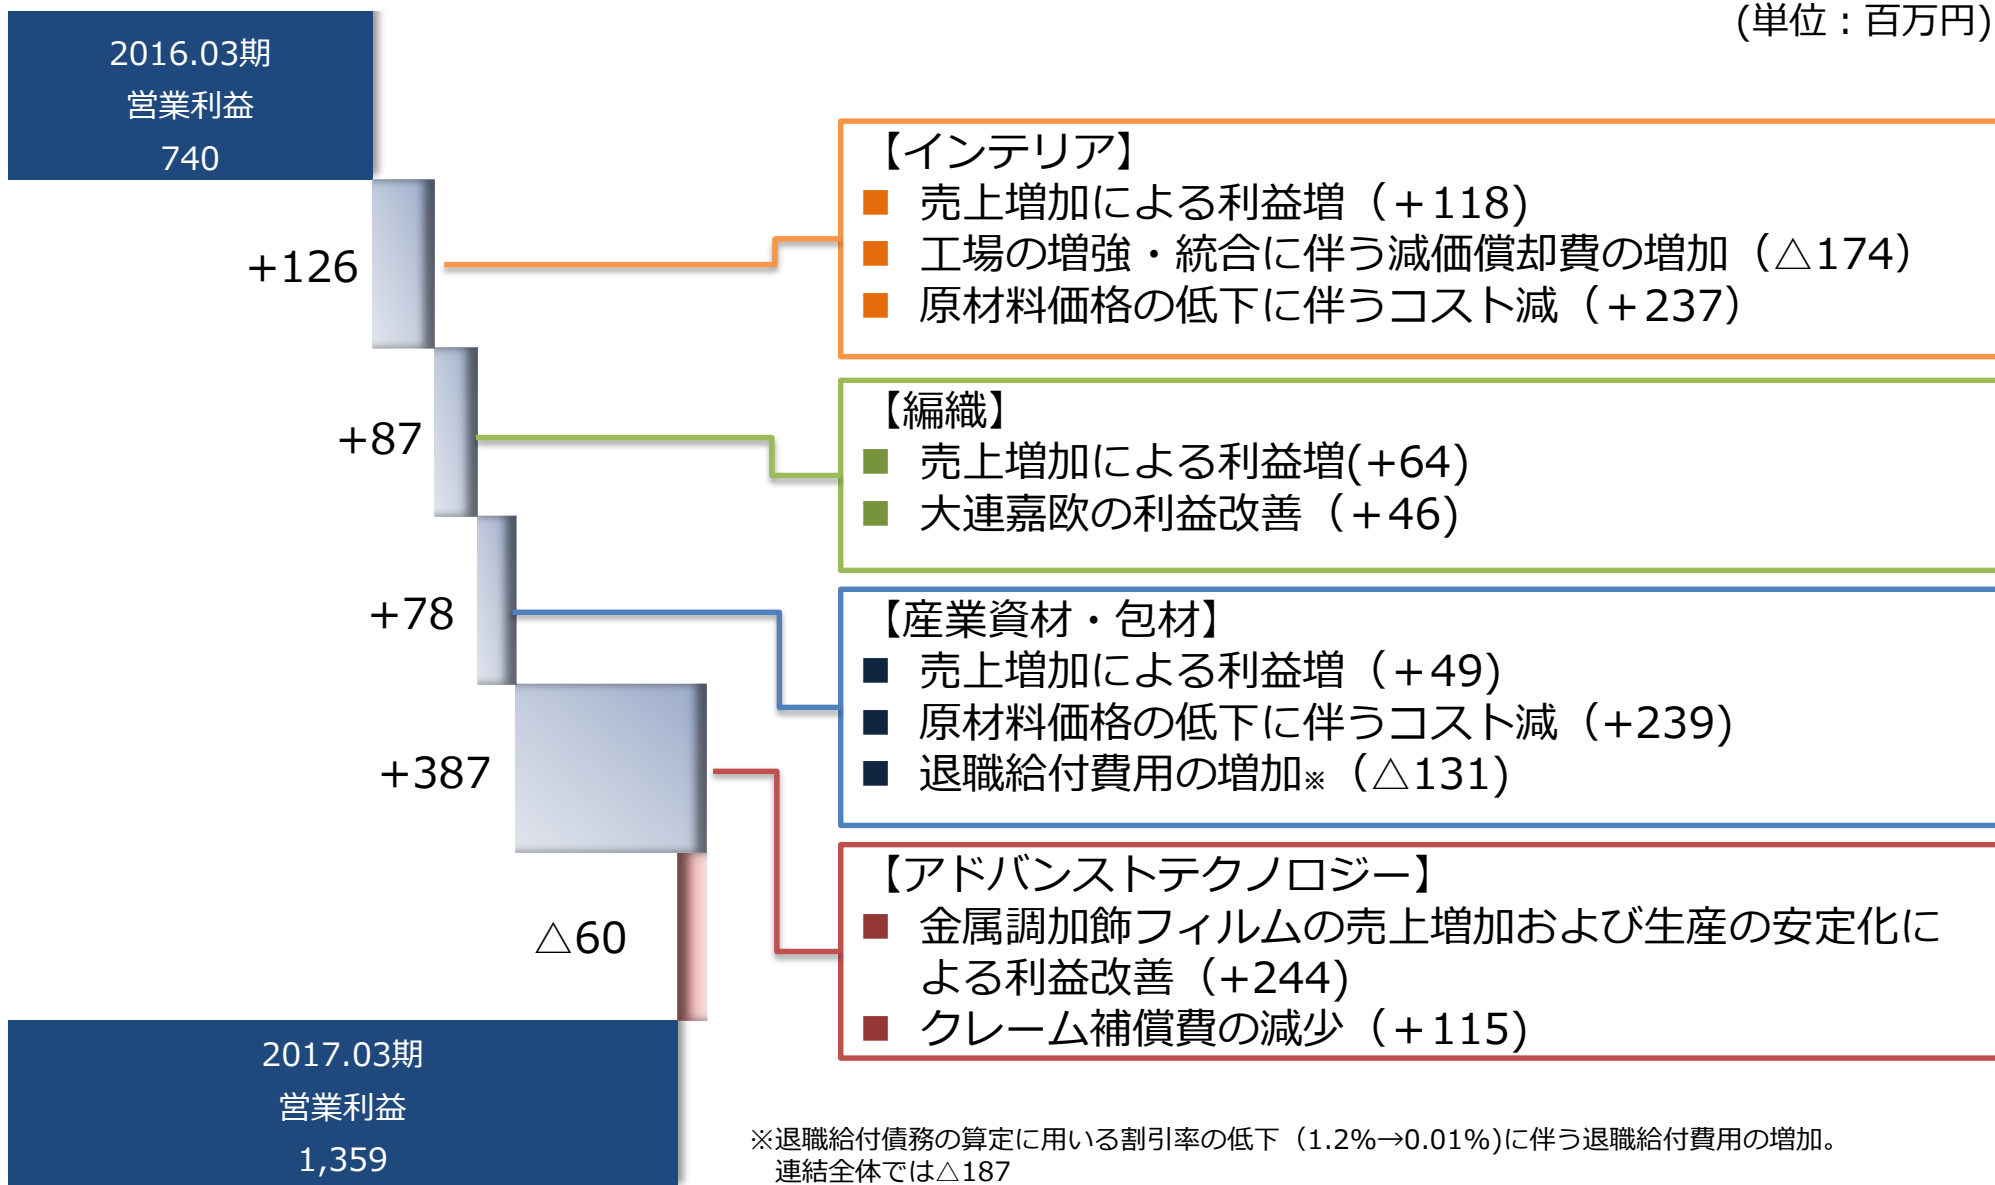 (単位：百万円)
2016.03期
営業利益
740
+126
+87
+78
+387
△60
2017.03期
営業利益
1,359
【インテリア】
■ 売上増加による利益増（＋118)
■ 工場の増強・統合に伴う減価償却費の増加（△174）
■ 原材料価格の低下に伴うコスト減（＋237）
【編織】
■ 売上増加による利益増(+64)
■ 大連嘉欧の利益改善（＋46)
【産業資材・包材】
■ 売上増加による利益増（＋49)
■ 原材料価格の低下に伴うコスト減（+239)
■ 退職給付費用の増加※（△131)
【アドバンストテクノロジー】
■ 金属調加飾フィルムの売上増加および生産の安定化に
よる利益改善（+244)
■ クレーム補償費の減少（＋115)
※退職給付債務の算定に用いる割引率の低下（1.2%→0.01%)に伴う退職給付費用の増加。
連結全体では△187